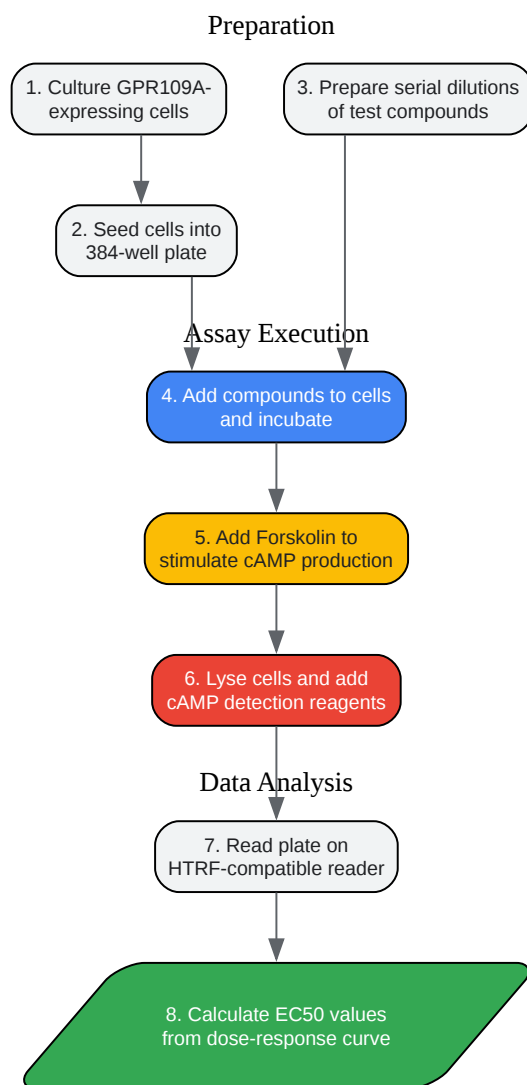 Preparation
1. Culture GPR109A-
expressing cells
3. Prepare serial dilutions
of test compounds
2. Seed cells into
384-well plate
Assay Execution
4. Add compounds to cells
and incubate
5. Add Forskolin to
stimulate cAMP production
6. Lyse cells and add
cAMP detection reagents
Data Analysis
7. Read plate on
HTRF-compatible reader
8. Calculate EC50 values
from dose-response curve